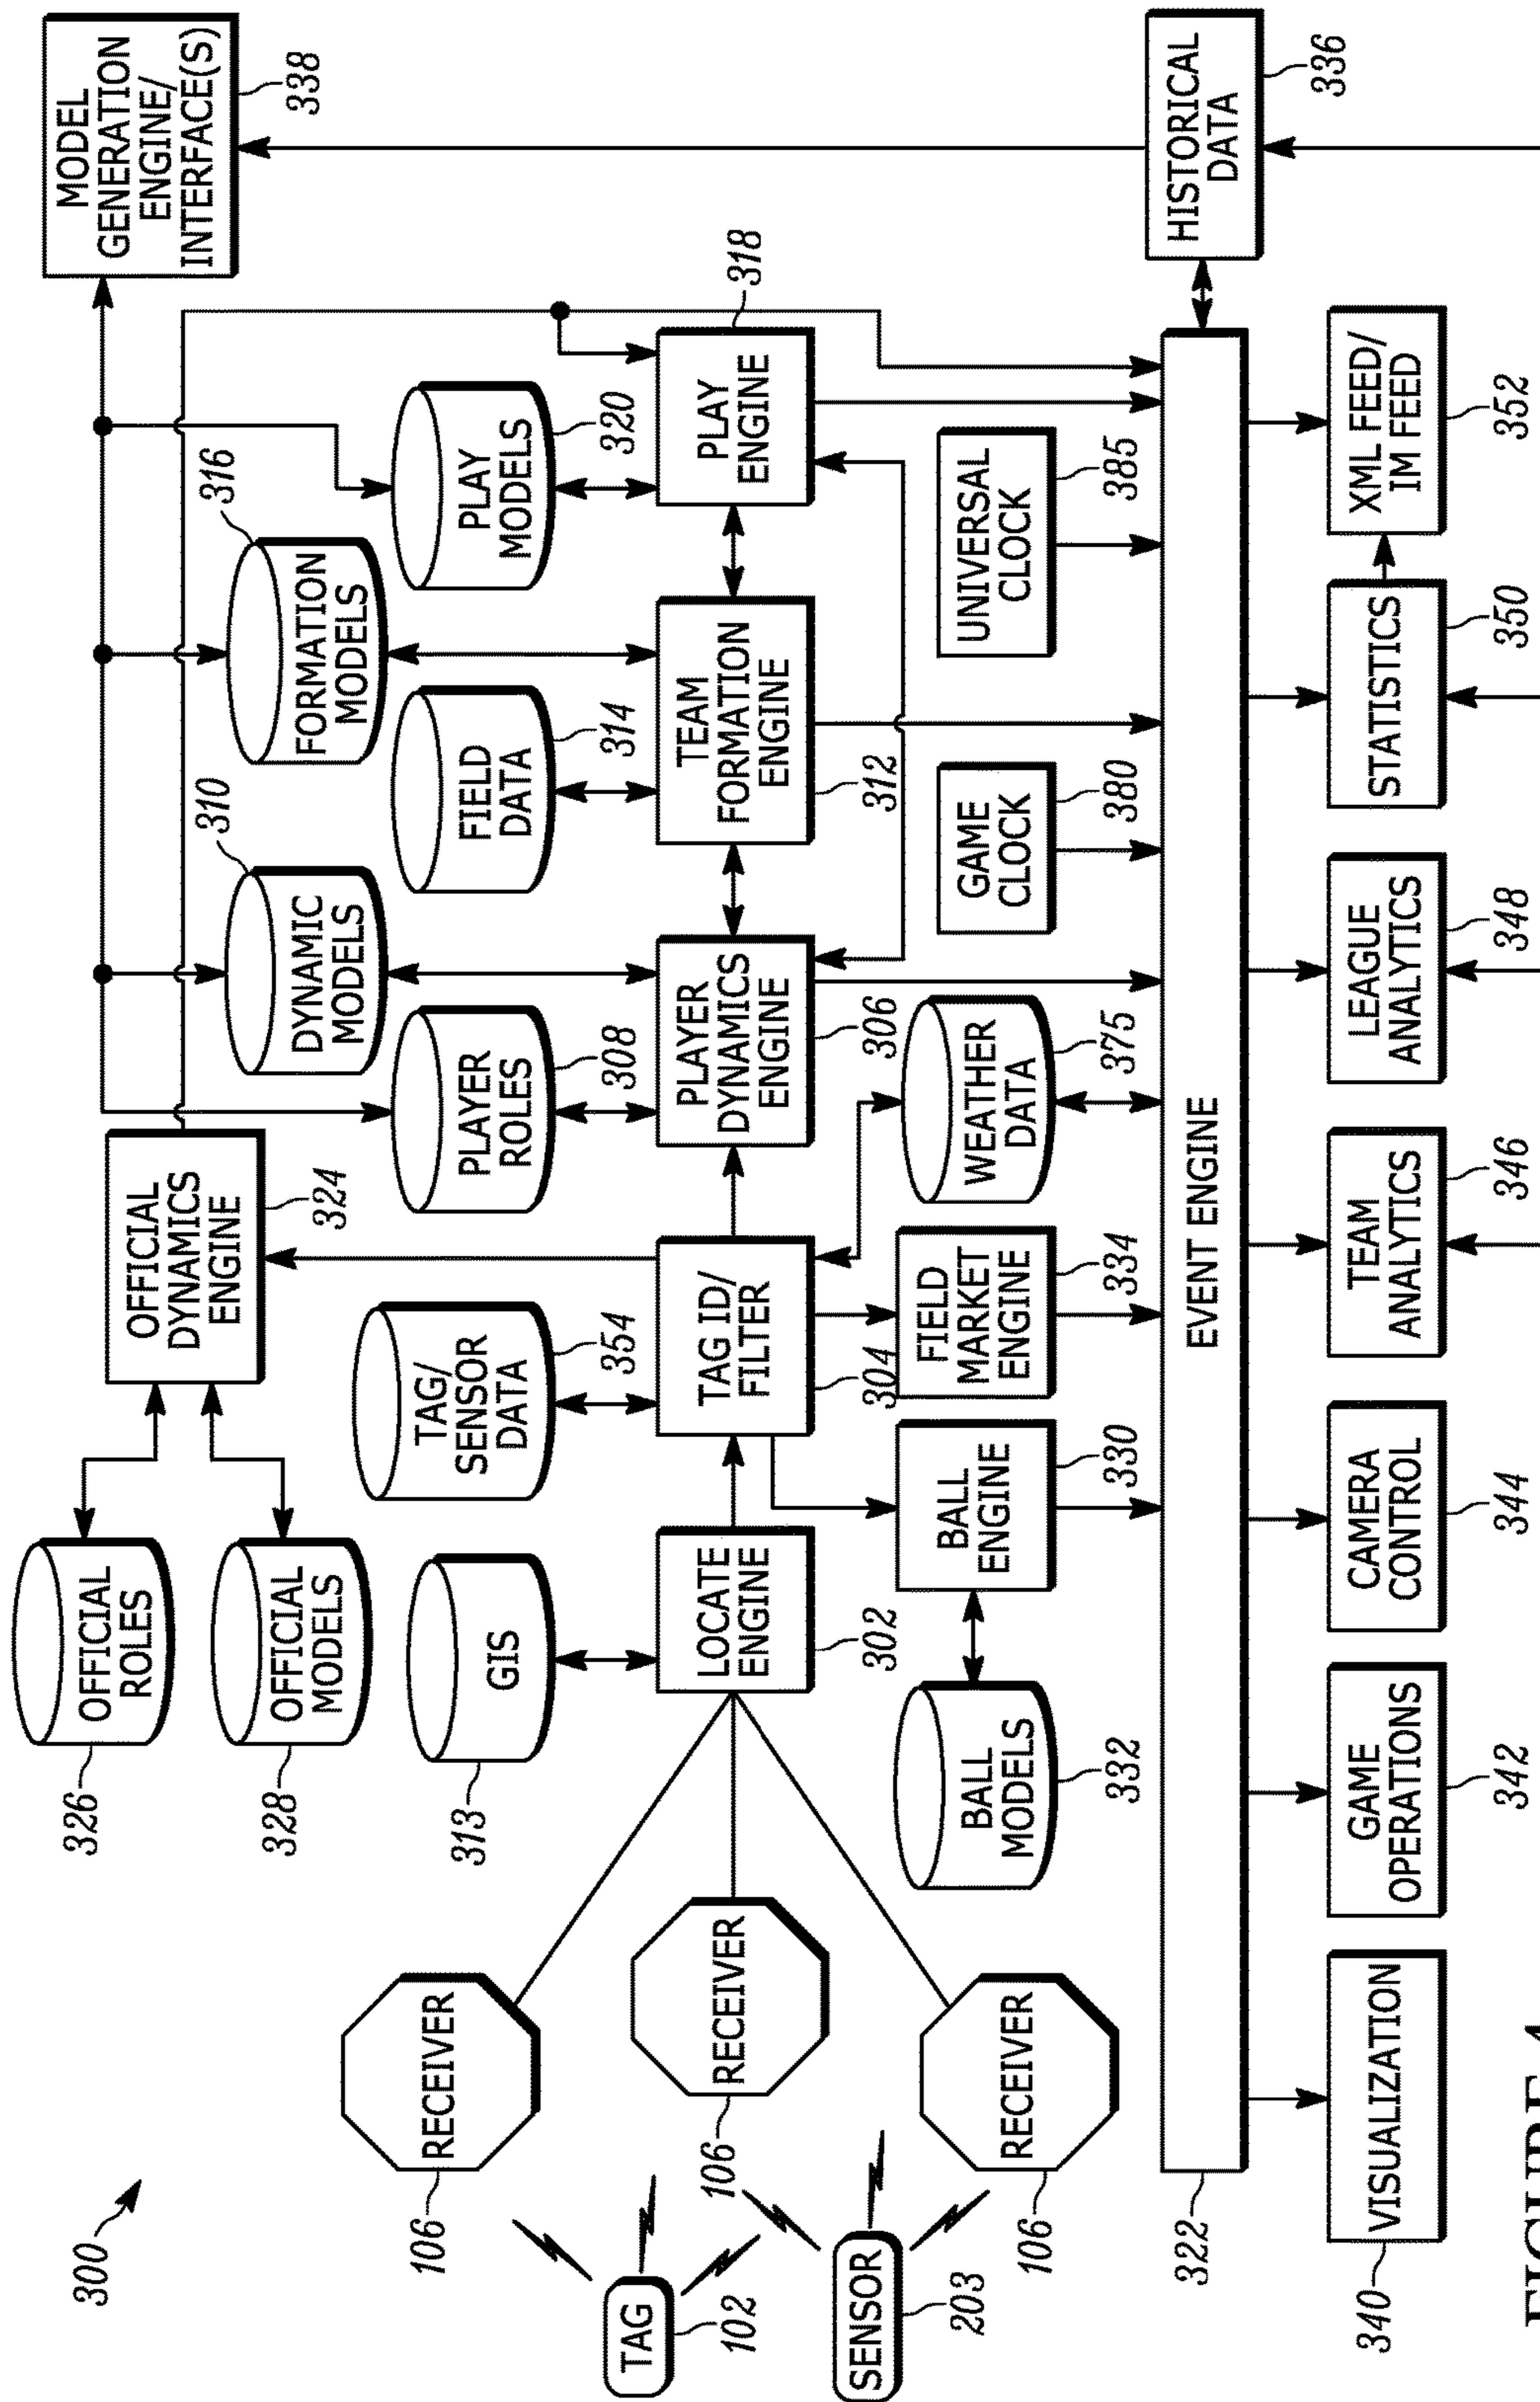 300
OFFICIAL
ROLES
326
OFFICIAL
MODELS
328
OFFICIAL
DYNAMICS
ENGINE
324
MODEL
GENERATION
ENGINE/
INTERFACE(S)
338
DYNAMIC
MODELS
310
FORMATION
MODELS
316
GIS
313
TAG/
SENSOR
DATA
354
PLAYER
ROLES
308
FIELD
DATA
314
PLAY
MODELS
320
RECEIVER
106
RECEIVER
106
RECEIVER
106
TAG
102
SENSOR
203
LOCATE
ENGINE
302
TAG ID/
FILTER
304
PLAYER
DYNAMICS
ENGINE
306
TEAM
FORMATION
ENGINE
312
PLAY
ENGINE
318
BALL
MODELS
332
BALL
ENGINE
330
FIELD
MARKET
ENGINE
334
WEATHER
DATA
375
GAME
CLOCK
380
UNIVERSAL
CLOCK
385
EVENT ENGINE
322
HISTORICAL
DATA
336
VISUALIZATION
340
GAME
OPERATIONS
342
CAMERA
CONTROL
344
TEAM
ANALYTICS
346
LEAGUE
ANALYTICS
348
STATISTICS
350
XML FEED/
IM FEED
352